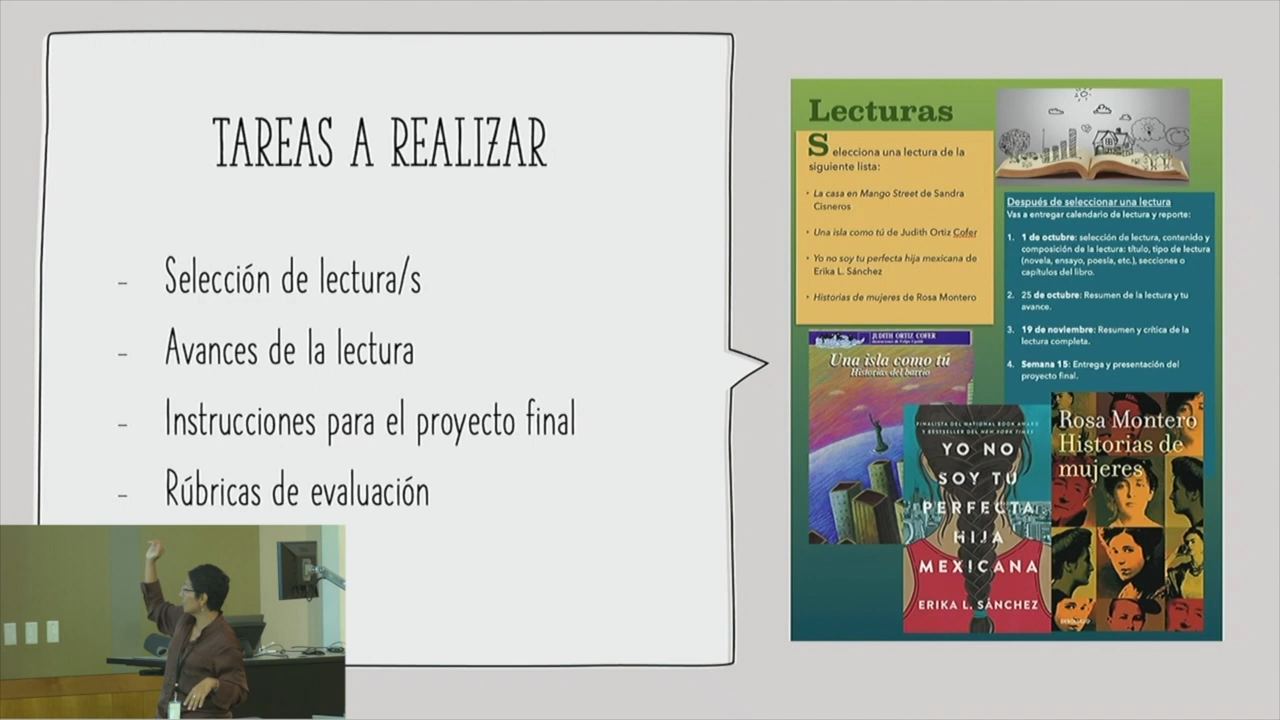 TAREAS A REALIZAR
- Selección de lectura/s
- Avances de la lectura
- Instrucciones para el proyecto final
- Rúbricas de evaluación
Lecturas
Selecciona una lectura de la
siguiente lista:
• La casa en Mango Street de Sandra
Cisneros
• Una isla como tú de Judith Ortiz Cofer
• Yo no soy tu perfecta hija mexicana de
Erika L. Sánchez
• Historias de mujeres de Rosa Montero
Después de seleccionar una lectura
Vas a entregar calendario de lectura y reporte:
1. 1 de octubre: selección de lectura, contenido y
composición de la lectura: título, tipo de lectura
(novela, ensayo, poesía, etc.), secciones o
capítulos del libro.
2. 25 de octubre: Resumen de la lectura y tu
avance.
3. 19 de noviembre: Resumen y crítica de la
lectura completa.
4. Semana 15: Entrega y presentación del
proyecto final.
JUDITH ORTIZ COFER
Una isla como tú
Historias del barrio
FINALISTA DEL NATIONAL BOOK AWARD
Y BESTSELLER DEL NEW YORK TIMES
YO NO
SOY TU
PERFECTA
HIJA
MEXICANA
ERIKA L. SÁNCHEZ
Rosa Montero
Historias de
mujeres